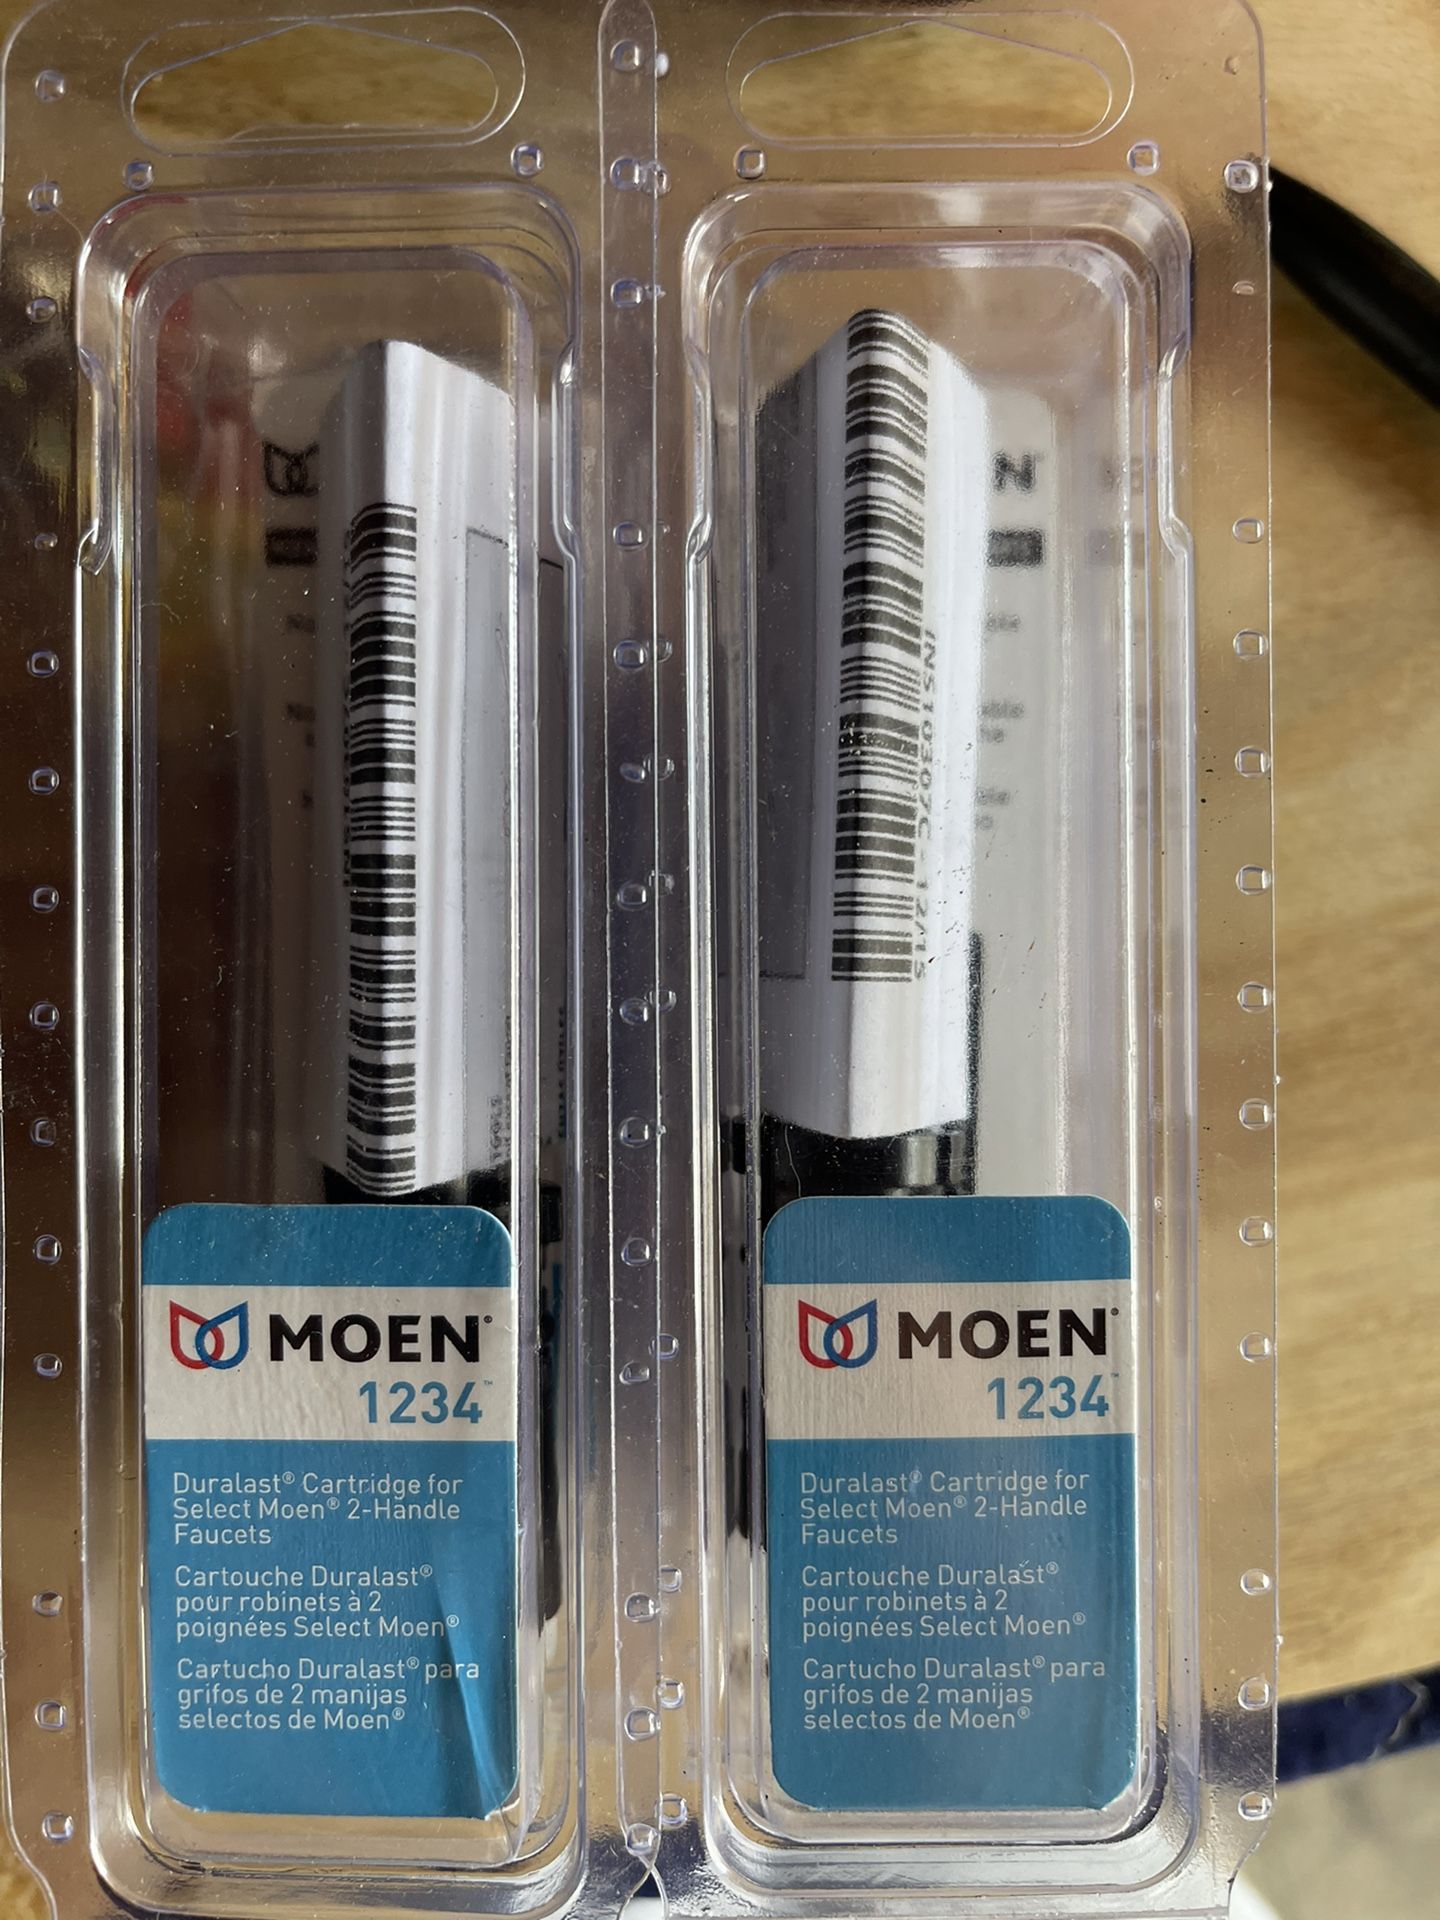 INS10307C - 12/15
MOEN®
1234™
Duralast® Cartridge for
Select Moen® 2-Handle
Faucets
Cartouche Duralast®
pour robinets à 2
poignées Select Moen®
Cartucho Duralast® para
grifos de 2 manijas
selectos de Moen®
MOEN®
1234™
Duralast® Cartridge for
Select Moen® 2-Handle
Faucets
Cartouche Duralast®
pour robinets à 2
poignées Select Moen®
Cartucho Duralast® para
grifos de 2 manijas
selectos de Moen®